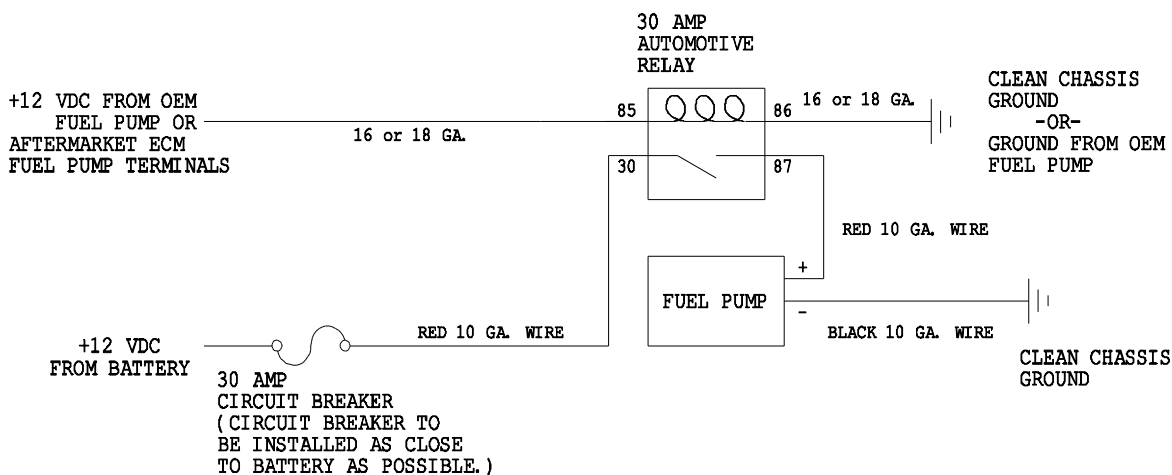 30 AMP
AUTOMOTIVE
RELAY
+12 VDC FROM OEM
FUEL PUMP OR
AFTERMARKET ECM
FUEL PUMP TERMINALS
16 or 18 GA.
85
86
16 or 18 GA.
CLEAN CHASSIS
GROUND
-OR-
GROUND FROM OEM
FUEL PUMP
30
87
RED 10 GA. WIRE
FUEL PUMP
+
-
BLACK 10 GA. WIRE
CLEAN CHASSIS
GROUND
+12 VDC
FROM BATTERY
RED 10 GA. WIRE
30 AMP
CIRCUIT BREAKER
(CIRCUIT BREAKER TO
BE INSTALLED AS CLOSE
TO BATTERY AS POSSIBLE.)